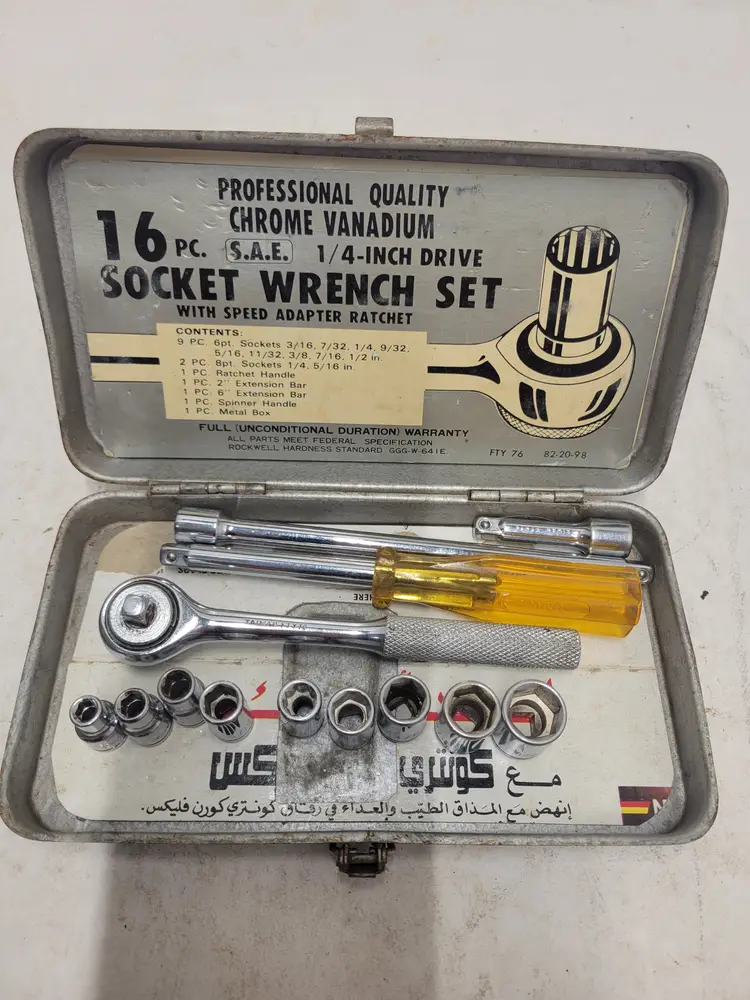 PROFESSIONAL QUALITY
CHROME VANADIUM
16 PC. S.A.E. 1/4-INCH DRIVE
SOCKET WRENCH SET
WITH SPEED ADAPTER RATCHET
CONTENTS:
9 PC. 6pt. Sockets 3/16, 7/32, 1/4, 9/32,
5/16, 11/32, 3/8, 7/16, 1/2 in.
2 PC. 8pt. Sockets 1/4, 5/16 in.
1 PC. Ratchet Handle
1 PC. 2" Extension Bar
1 PC. 6" Extension Bar
1 PC. Spinner Handle
1 PC. Metal Box
FULL (UNCONDITIONAL DURATION) WARRANTY
ALL PARTS MEET FEDERAL SPECIFICATION
ROCKWELL HARDNESS STANDARD GGG-W-641E.
FTY 76 82-20-98
HERE
مع كونتري
كس
إنهض مع المذاق الطيّب والغداء في رقاق كونتري كورن فليكس.